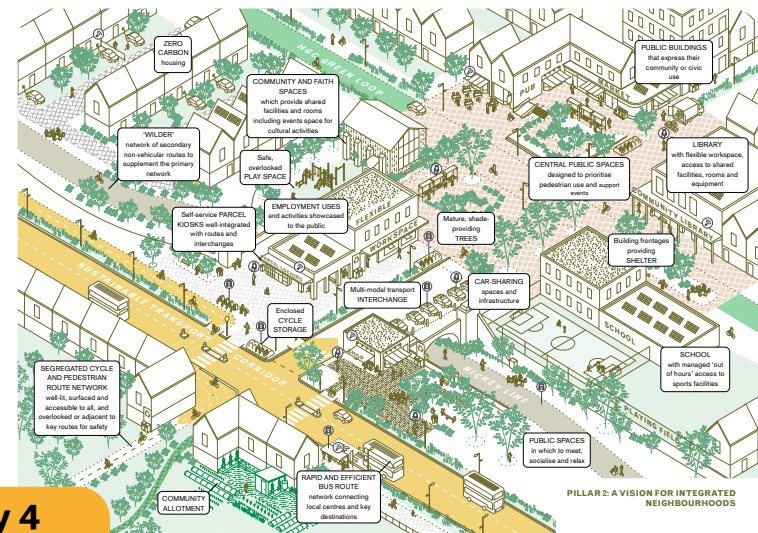 ZERO
CARBON
housing
HGC GREEN LOOP
PUBLIC BUILDINGS
that express their
community or civic
use
PUB
MARKET
COMMUNITY AND FAITH
SPACES
which provide shared
facilities and rooms
including events space for
cultural activities
'WILDER'
network of secondary
non-vehicular routes to
supplement the primary
network
Safe,
overlooked
PLAY SPACE
CENTRAL PUBLIC SPACES
designed to prioritise
pedestrian use and support
events
LIBRARY
with flexible workspace,
access to shared
facilities, rooms and
equipment
COMMUNITY LIBRARY
EMPLOYMENT USES
and activities showcased
to the public
FLEXIBLE
WORKSPACE
Self-service PARCEL
KIOSKS well-integrated
with routes and
interchanges
Mature, shade-
providing
TREES
Building frontages
providing
SHELTER
PARCEL LOCKERS
Multi-modal transport
INTERCHANGE
CAR-SHARING
spaces and
infrastructure
SUSTAINABLE TRANSPORT CORRIDOR
Enclosed
CYCLE
STORAGE
SHOP
SCHOOL
SCHOOL
with managed 'out
of hours' access to
sports facilities
SEGREGATED CYCLE
AND PEDESTRIAN
ROUTE NETWORK
well-lit, surfaced and
accessible to all, and
overlooked or adjacent to
key routes for safety
NICKEY LINE
PLAYING FIELD
PUBLIC SPACES
in which to meet,
socialise and relax
COMMUNITY
ALLOTMENT
RAPID AND EFFICIENT
BUS ROUTE
network connecting
local centres and key
destinations
PILLAR 2: A VISION FOR INTEGRATED
NEIGHBOURHOODS
y 4